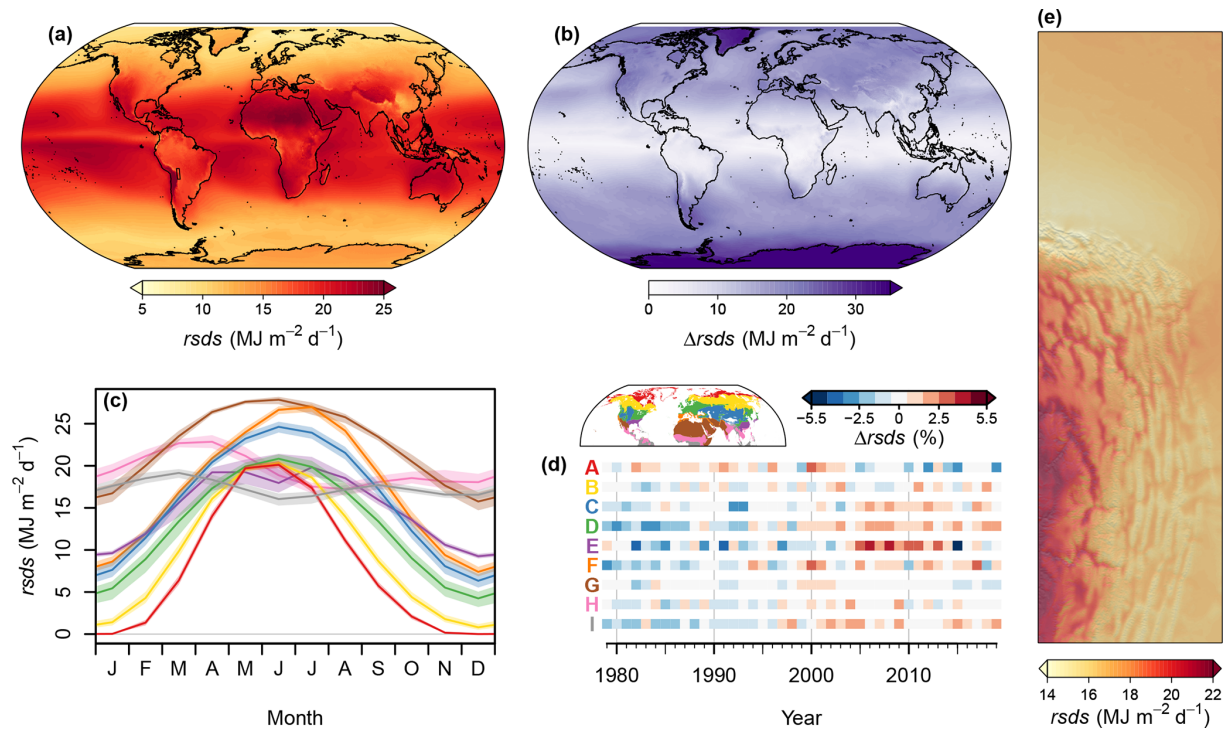 (a)
5 10 15 20 25
rsds (MJ m−2 d−1)
(b)
0 10 20 30
Δrsds (MJ m−2 d−1)
(c)
25
20
15
10
5
0
rsds (MJ m−2 d−1)
J F M A M J J A S O N D
Month
−5.5 −2.5 0 2.5 5.5
Δrsds (%)
(d)
A
B
C
D
E
F
G
H
I
1980 1990 2000 2010
Year
(e)
14 16 18 20 22
rsds (MJ m−2 d−1)